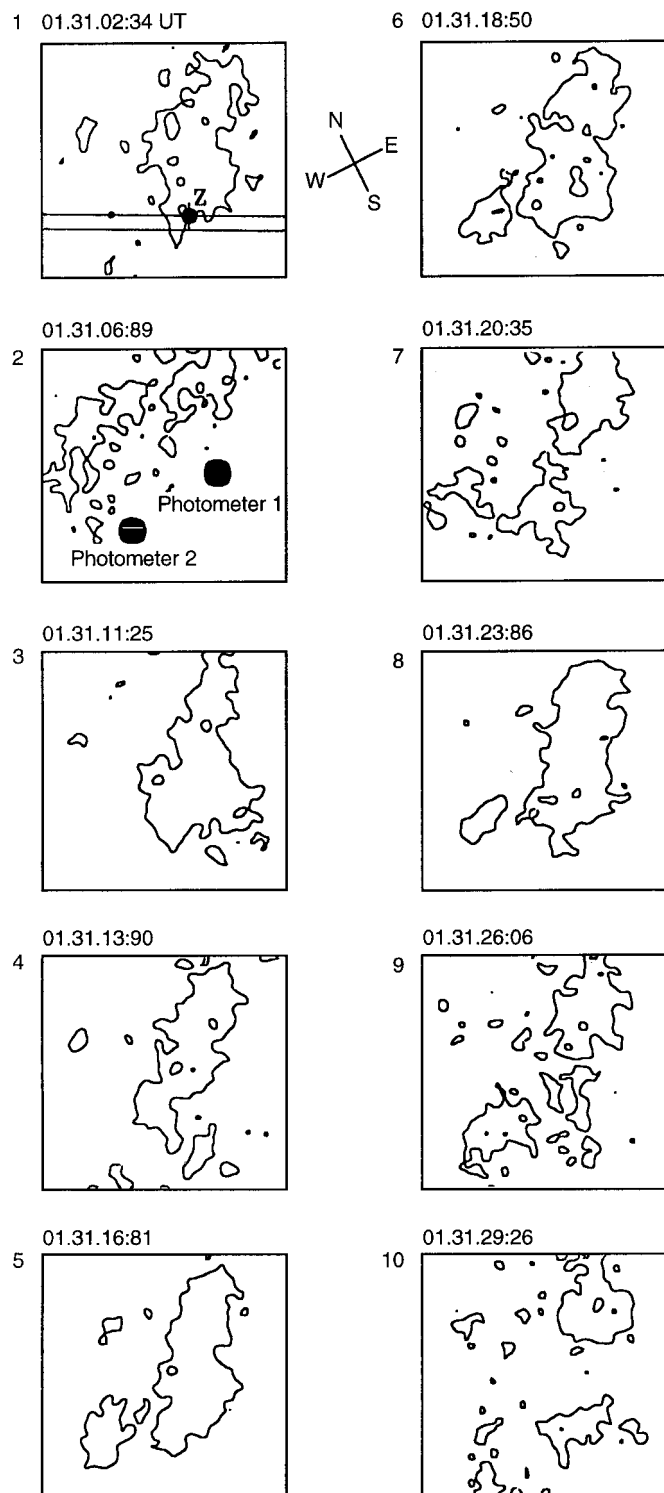 1 01.31.02:34 UT
Z
N
E
W
S
2 01.31.06:89
c
Photometer 1
Photometer 2
3 01.31.11:25
4 01.31.13:90
5 01.31.16:81
6 01.31.18:50
7 01.31.20:35
8 01.31.23:86
9 01.31.26:06
10 01.31.29:26